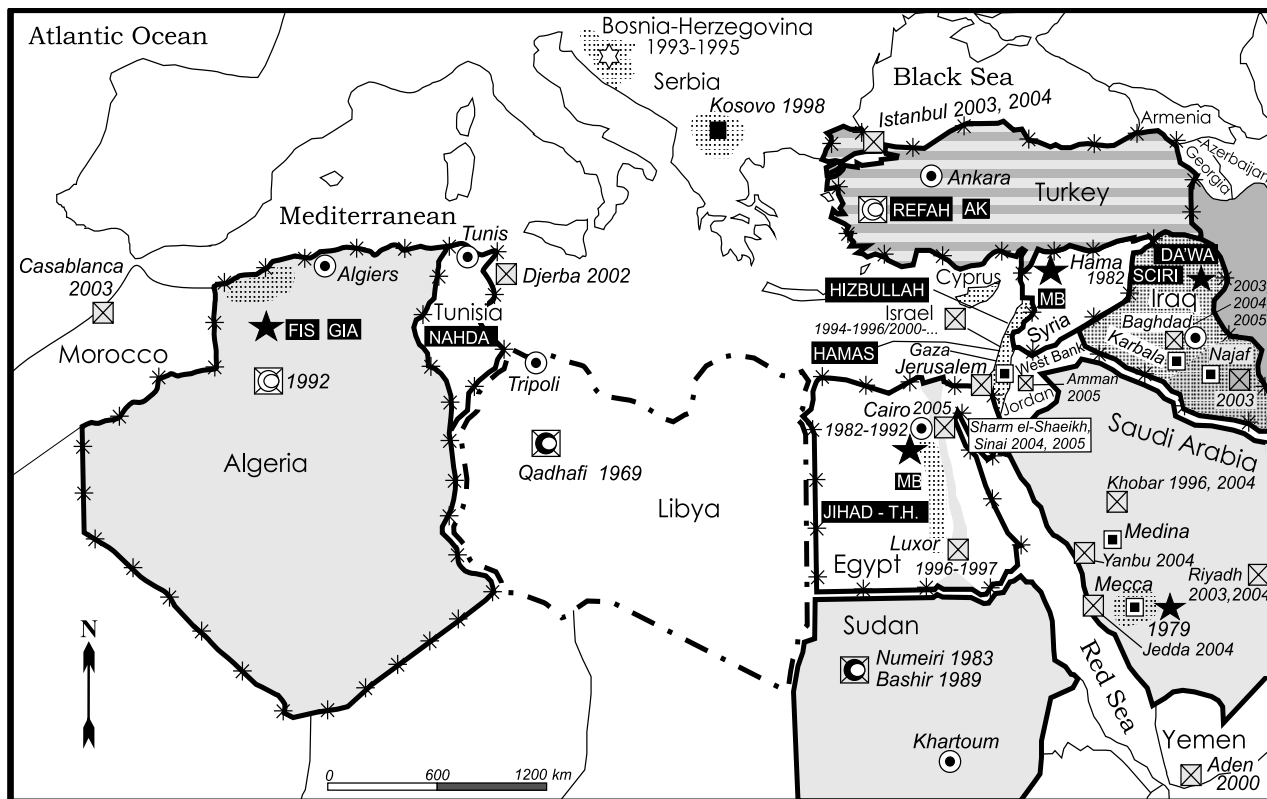 Atlantic Ocean
Bosnia-Herzegovina
1993-1995
Serbia
Kosovo 1998
Black Sea
Istanbul 2003, 2004
Armenia
Azerbaijan
Georgia
Ankara
Turkey
REFAH
AK
Mediterranean
Tunis
Casablanca
2003
Algiers
Djerba 2002
Cyprus
Hama
1982
DA'WA
SCIRI
HIZBULLAH
MB
Iraq
2003
2004
2005
Israel
1994-1996/2000-...
Syria
Baghdad
Tunisia
NAHDA
FIS
GIA
Morocco
HAMAS
Gaza
West Bank
Karbala
Najaf
Jerusalem
Tripoli
1992
Jordan
Amman
2005
2003
Cairo
2005
1982-1992
Sharm el-Shaeikh,
Sinai 2004, 2005
Saudi Arabia
Algeria
Qadhafi 1969
MB
Khobar 1996, 2004
Libya
JIHAD - T.H.
Medina
Luxor
1996-1997
Egypt
Yanbu 2004
Riyadh
2003,2004
Mecca
1979
Jedda 2004
N
Sudan
Numeiri 1983
Bashir 1989
Red Sea
Khartoum
Yemen
Aden
2000
0
600
1200 km